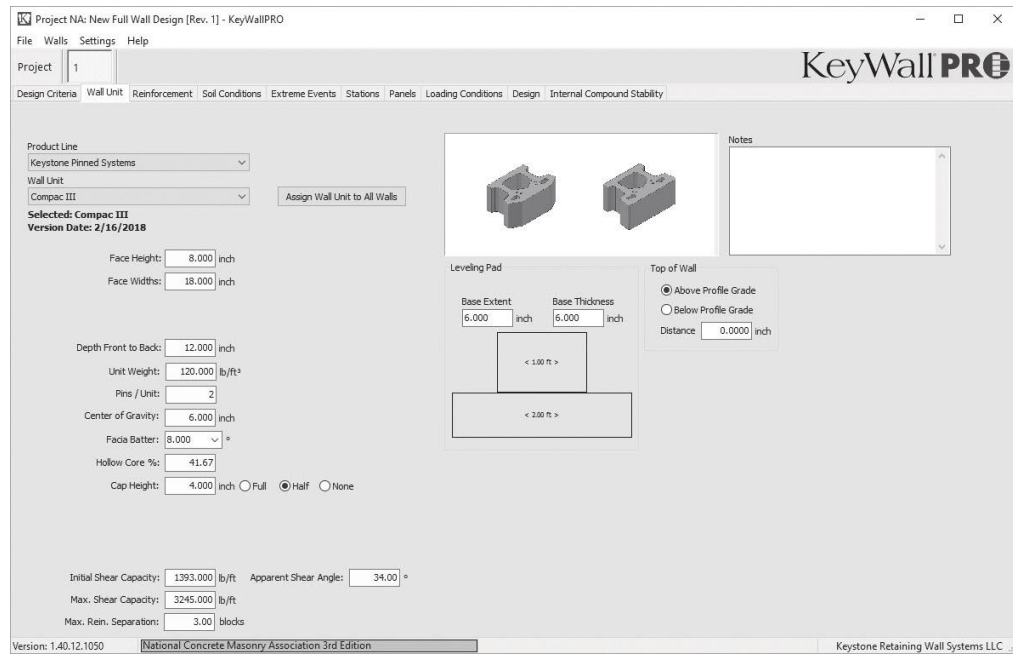 Project NA: New Full Wall Design [Rev. 1] - KeyWallPRO
File Walls Settings Help
Project 1
KeyWall PRO
Design Criteria Wall Unit Reinforcement Soil Conditions Extreme Events Stations Panels Loading Conditions Design Internal Compound Stability
Product Line
Keystone Pinned Systems
Wall Unit
Compac III
Assign Wall Unit to All Walls
Selected: Compac III
Version Date: 2/16/2018
Face Height: 8.000 inch
Face Widths: 18.000 inch
Depth Front to Back: 12.000 inch
Unit Weight: 120.000 lb/ft³
Pins / Unit: 2
Center of Gravity: 6.000 inch
Facia Batter: 8.000 °
Hollow Core %: 41.67
Cap Height: 4.000 inch Full Half None
Initial Shear Capacity: 1393.000 lb/ft Apparent Shear Angle: 34.00 °
Max. Shear Capacity: 3245.000 lb/ft
Max. Rein. Separation: 3.00 blocks
Notes
Leveling Pad
Base Extent Base Thickness
6.000 inch 6.000 inch
< 1.00 ft >
< 2.00 ft >
Top of Wall
Above Profile Grade
Below Profile Grade
Distance 0.0000 inch
Version: 1.40.12.1050 National Concrete Masonry Association 3rd Edition Keystone Retaining Wall Systems LLC